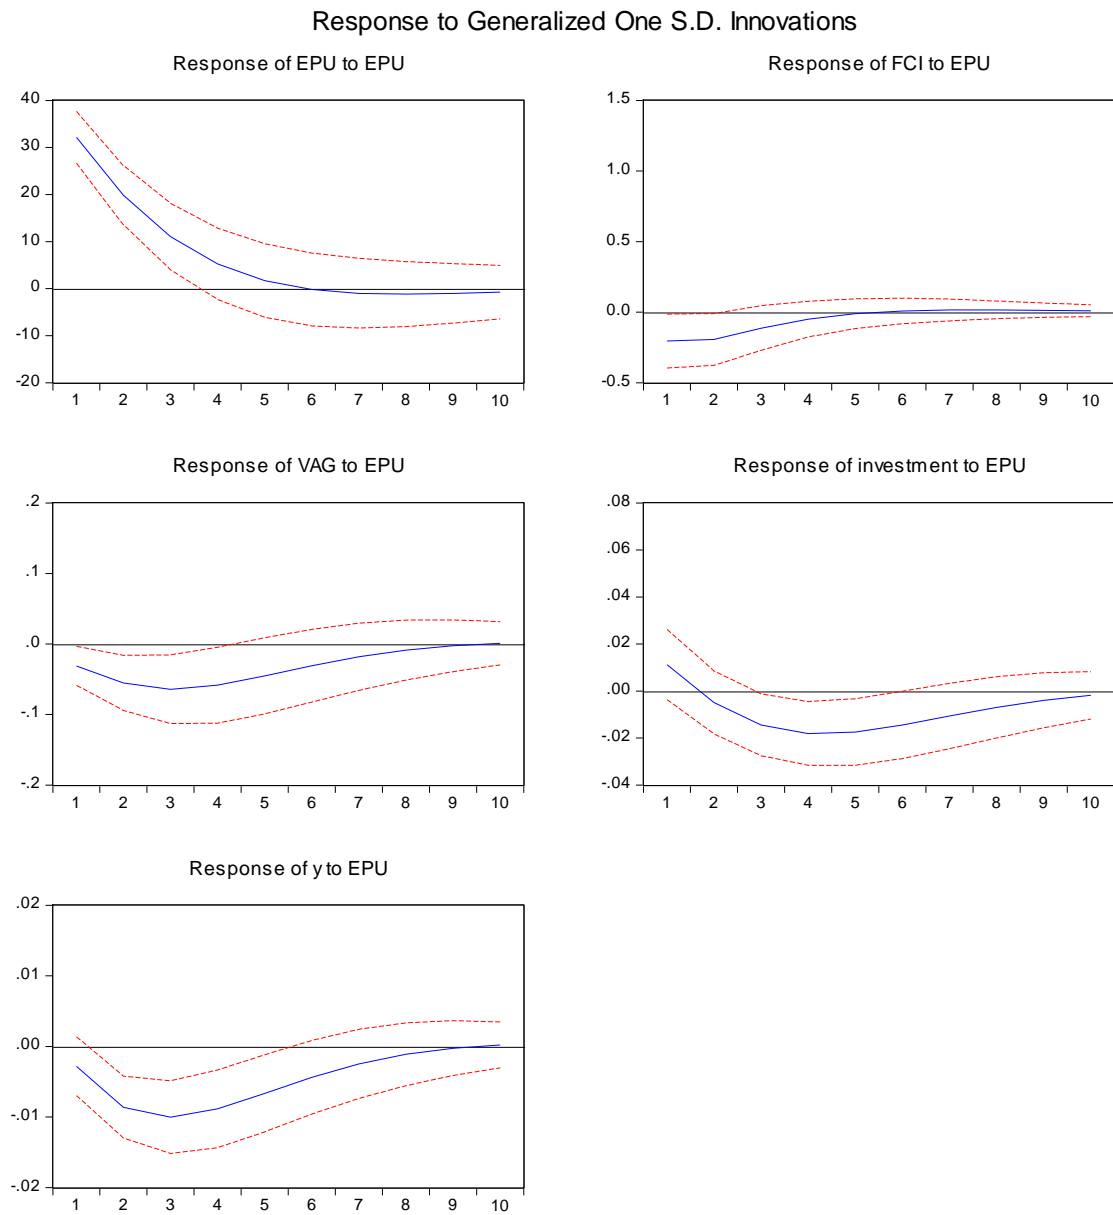 Response to Generalized One S.D. Innovations
Response of EPU to EPU
40
30
20
10
0
-10
-20
1 2 3 4 5 6 7 8 9 10
Response of FCI to EPU
1.5
1.0
0.5
0.0
-0.5
1 2 3 4 5 6 7 8 9 10
Response of VAG to EPU
.2
.1
.0
-.1
-.2
1 2 3 4 5 6 7 8 9 10
Response of investment to EPU
.08
.06
.04
.02
.00
-.02
-.04
1 2 3 4 5 6 7 8 9 10
Response of y to EPU
.02
.01
.00
-.01
-.02
1 2 3 4 5 6 7 8 9 10